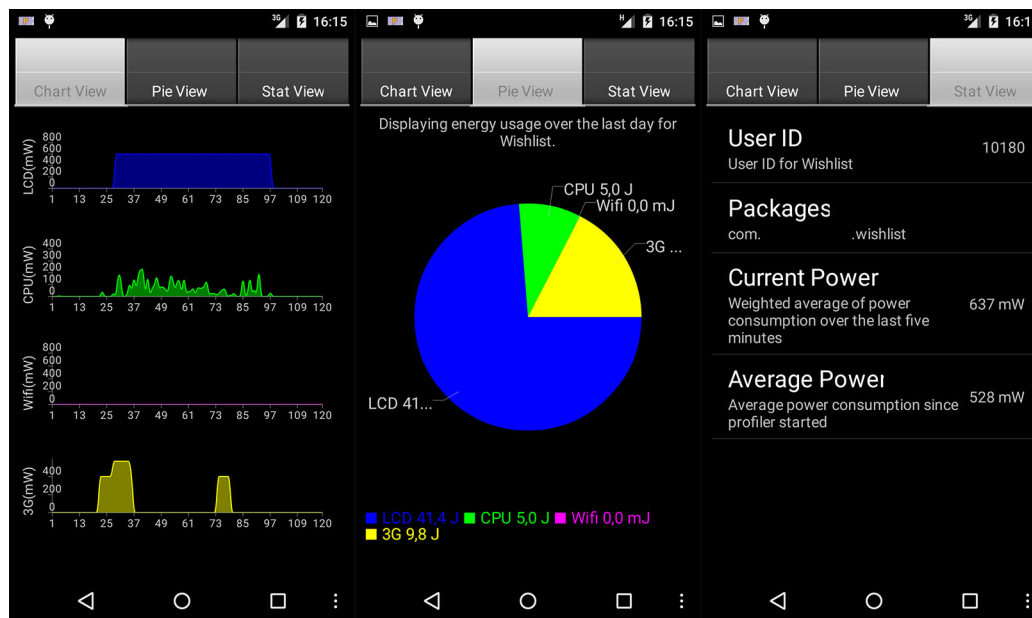 3G 16:15
Chart View Pie View Stat View
LCD(mW)
800
600
400
200
0
1 13 25 37 49 61 73 85 97 109 120
CPU(mW)
400
300
200
100
0
1 13 25 37 49 61 73 85 97 109 120
Wifi(mW)
800
600
400
200
0
1 13 25 37 49 61 73 85 97 109 120
3G(mW)
400
200
0
1 13 25 37 49 61 73 85 97 109 120
H 16:15
Chart View Pie View Stat View
Displaying energy usage over the last day for
Wishlist.
CPU 5,0 J
Wifi 0,0 mJ
3G ...
LCD 41...
LCD 41,4 J CPU 5,0 J Wifi 0,0 mJ
3G 9,8 J
3G 16:1
Chart View Pie View Stat View
User ID
User ID for Wishlist
10180
Packages
com. .wishlist
Current Power
Weighted average of power
consumption over the last five
minutes
637 mW
Average Power
Average power consumption since
profiler started
528 mW